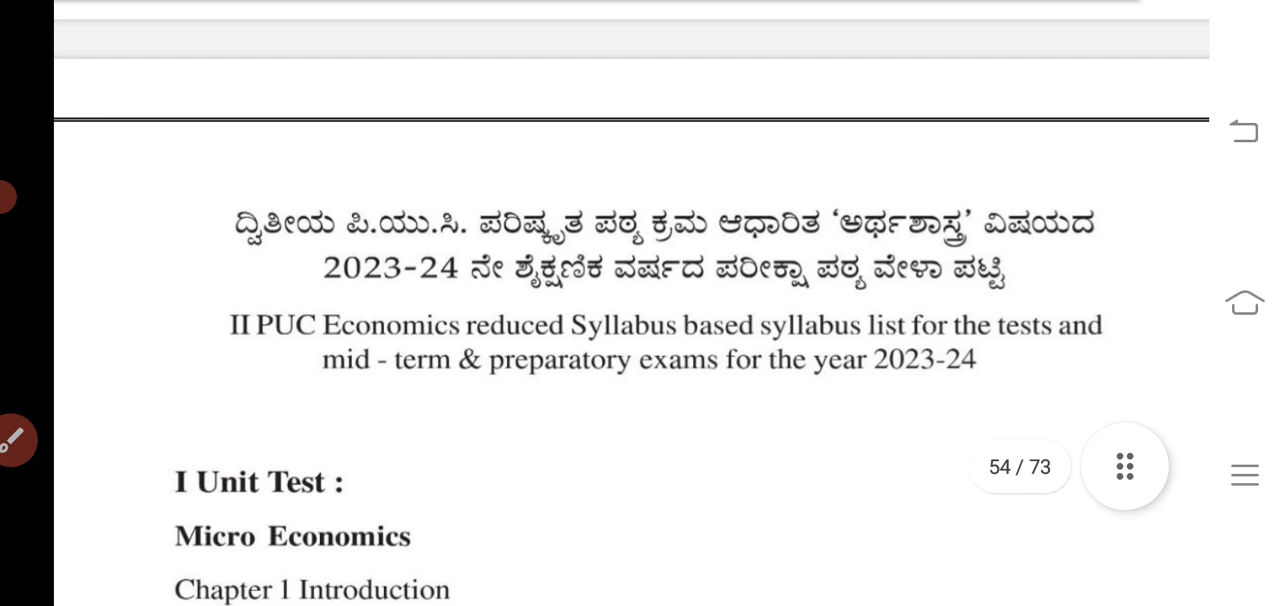 ದ್ವಿತೀಯ ಪಿ.ಯು.ಸಿ. ಪರಿಷ್ಕೃತ ಪಠ್ಯ ಕ್ರಮ ಆಧಾರಿತ ‘ಅರ್ಥಶಾಸ್ತ್ರ’ ವಿಷಯದ
2023-24 ನೇ ಶೈಕ್ಷಣಿಕ ವರ್ಷದ ಪರೀಕ್ಷಾ ಪಠ್ಯ ವೇಳಾ ಪಟ್ಟಿ
II PUC Economics reduced Syllabus based syllabus list for the tests and
mid - term & preparatory exams for the year 2023-24
54 / 73
I Unit Test :
Micro Economics
Chapter 1 Introduction